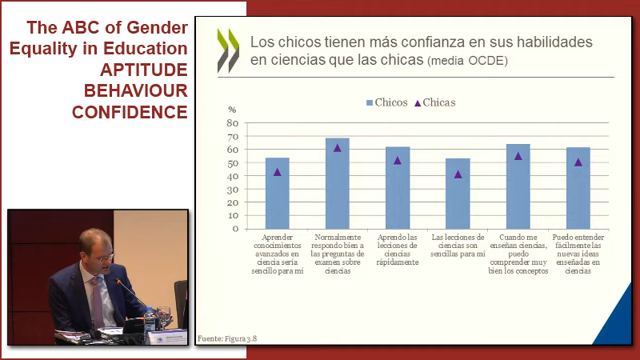 The ABC of Gender
Equality in Education
APTITUDE
BEHAVIOUR
CONFIDENCE
Los chicos tienen más confianza en sus habilidades
en ciencias que las chicas (media OCDE)
Chicos Chicas
%
80
70
60
50
40
30
20
10
0
Aprender
conocimientos
avanzados en
ciencia sería
sencillo para mi
Normalmente
respondo bien a
las preguntas de
examen sobre
ciencias
Aprendo las
lecciones de
ciencias
rápidamente
Las lecciones de
ciencias son
sencillas para mi
Cuando me
enseñan ciencias,
puedo
comprender muy
bien los conceptos
Puedo entender
fácilmente las
nuevas ideas
enseñadas en
ciencias
Fuente: Figura 3.8